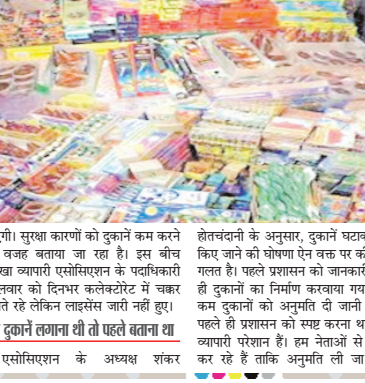 गी। सुरक्षा कारणों को दुकानें कम करने
वजह बताया जा रहा है। इस बीच
खा व्यापारी एसोसिएशन के पदाधिकारी
लवार को दिनभर कलेक्टोरेट में चक्कर
ते रहे लेकिन लाइसेंस जारी नहीं हुए।
दुकानें लगाना थी तो पहले बताना था
एसोसिएशन के अध्यक्ष शंकर
होतचंदानी के अनुसार, दुकानें घटाक
किए जाने की घोषणा ऐन वक्त पर की
गलत है। पहले प्रशासन को जानकारी
ही दुकानों का निर्माण करवाया गय
कम दुकानों को अनुमति दी जानी
पहले ही प्रशासन को स्पष्ट करना थ
व्यापारी परेशान हैं। हम नेताओं से
कर रहे हैं ताकि अनुमति ली जा